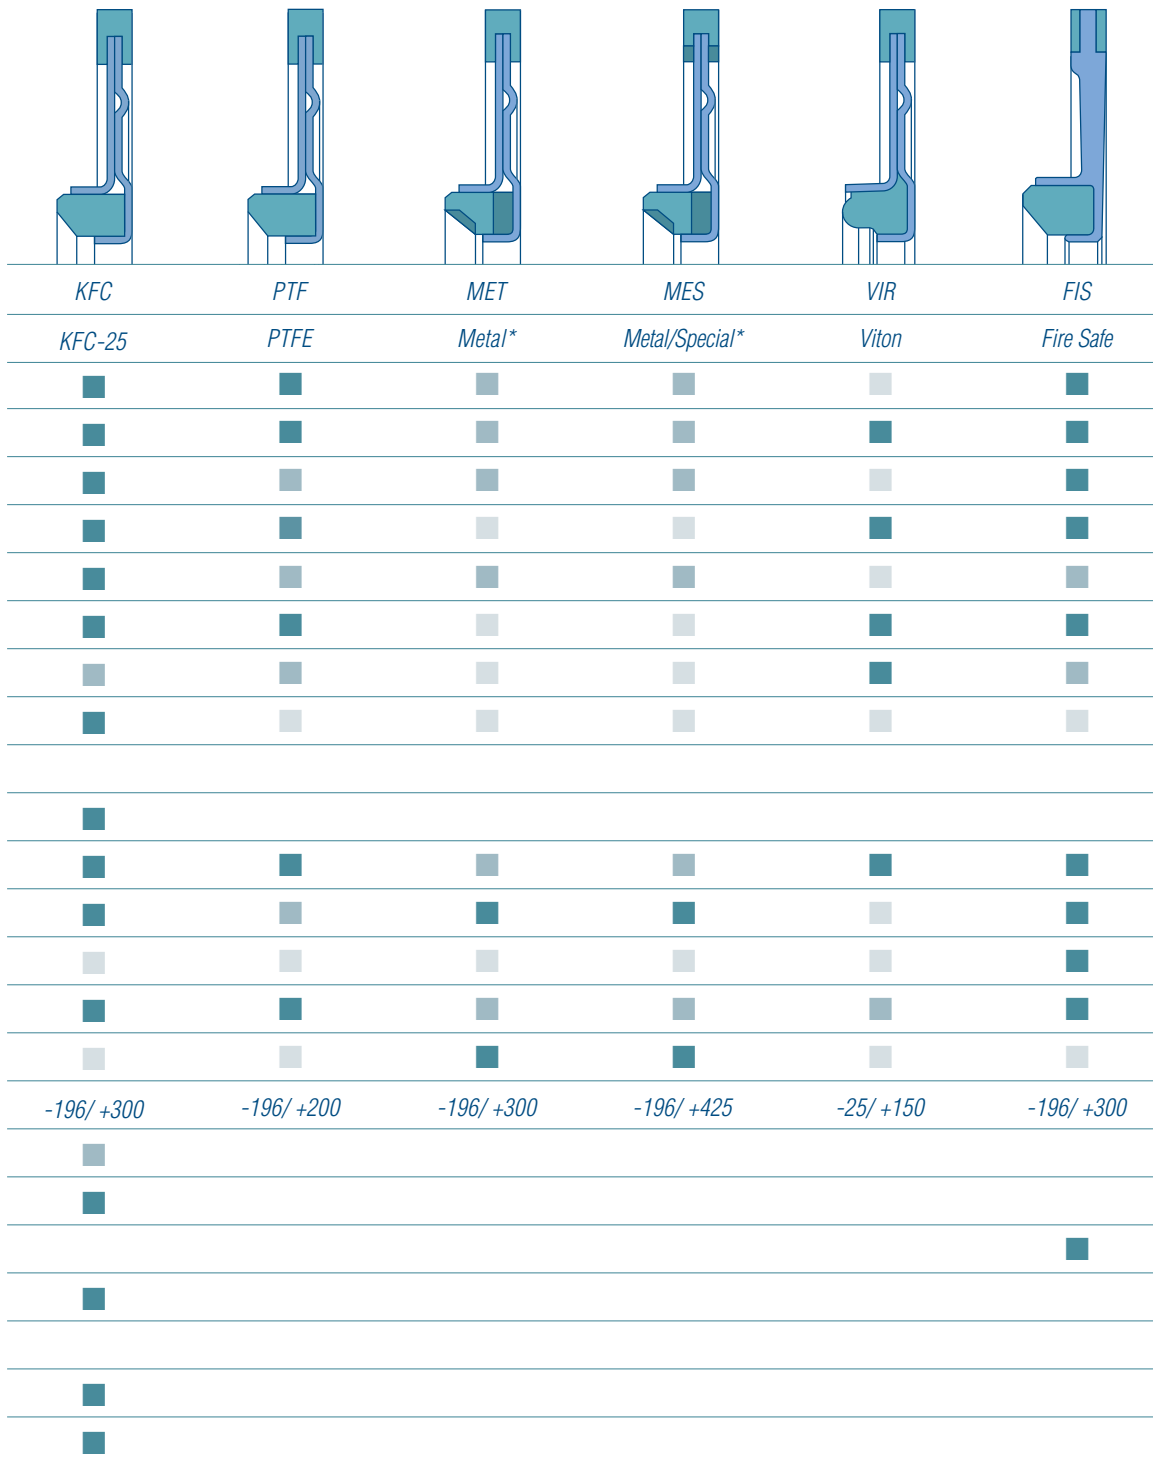 KFC PTF MET MES VIR FIS
KFC-25 PTFE Metal* Metal/Special* Viton Fire Safe
-196/ +300 -196/ +200 -196/ +300 -196/ +425 -25/ +150 -196/ +300